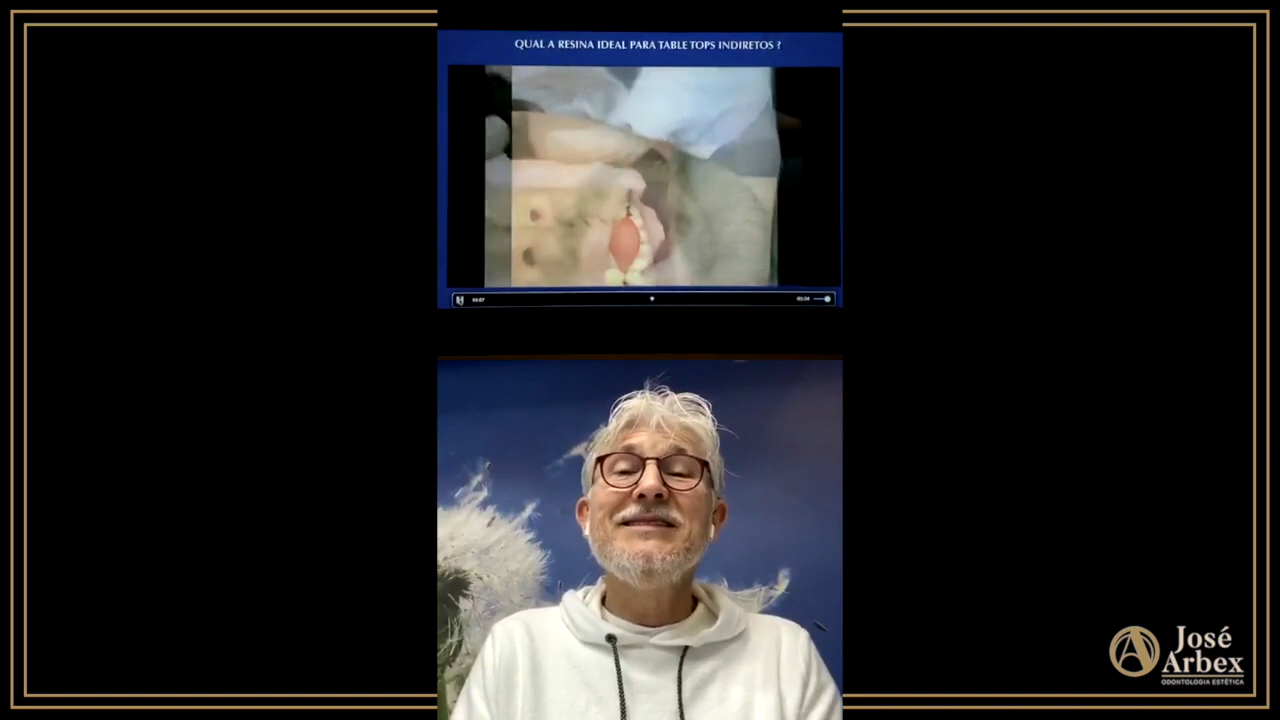 QUAL A RESINA IDEAL PARA TABLE TOPS INDIRETOS ?
José
Arbex
ODONTOLOGIA ESTÉTICA